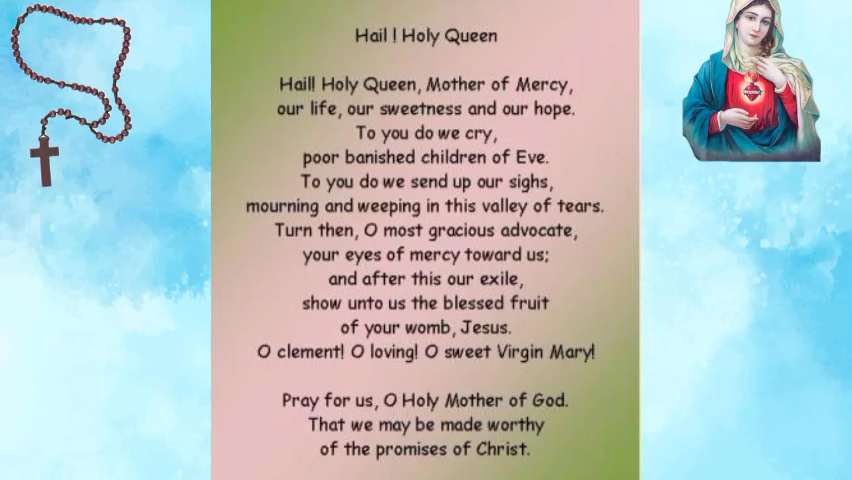 Hail ! Holy Queen
Hail! Holy Queen, Mother of Mercy,
our life, our sweetness and our hope.
To you do we cry,
poor banished children of Eve.
To you do we send up our sighs,
mourning and weeping in this valley of tears.
Turn then, O most gracious advocate,
your eyes of mercy toward us;
and after this our exile,
show unto us the blessed fruit
of your womb, Jesus.
O clement! O loving! O sweet Virgin Mary!
Pray for us, O Holy Mother of God.
That we may be made worthy
of the promises of Christ.